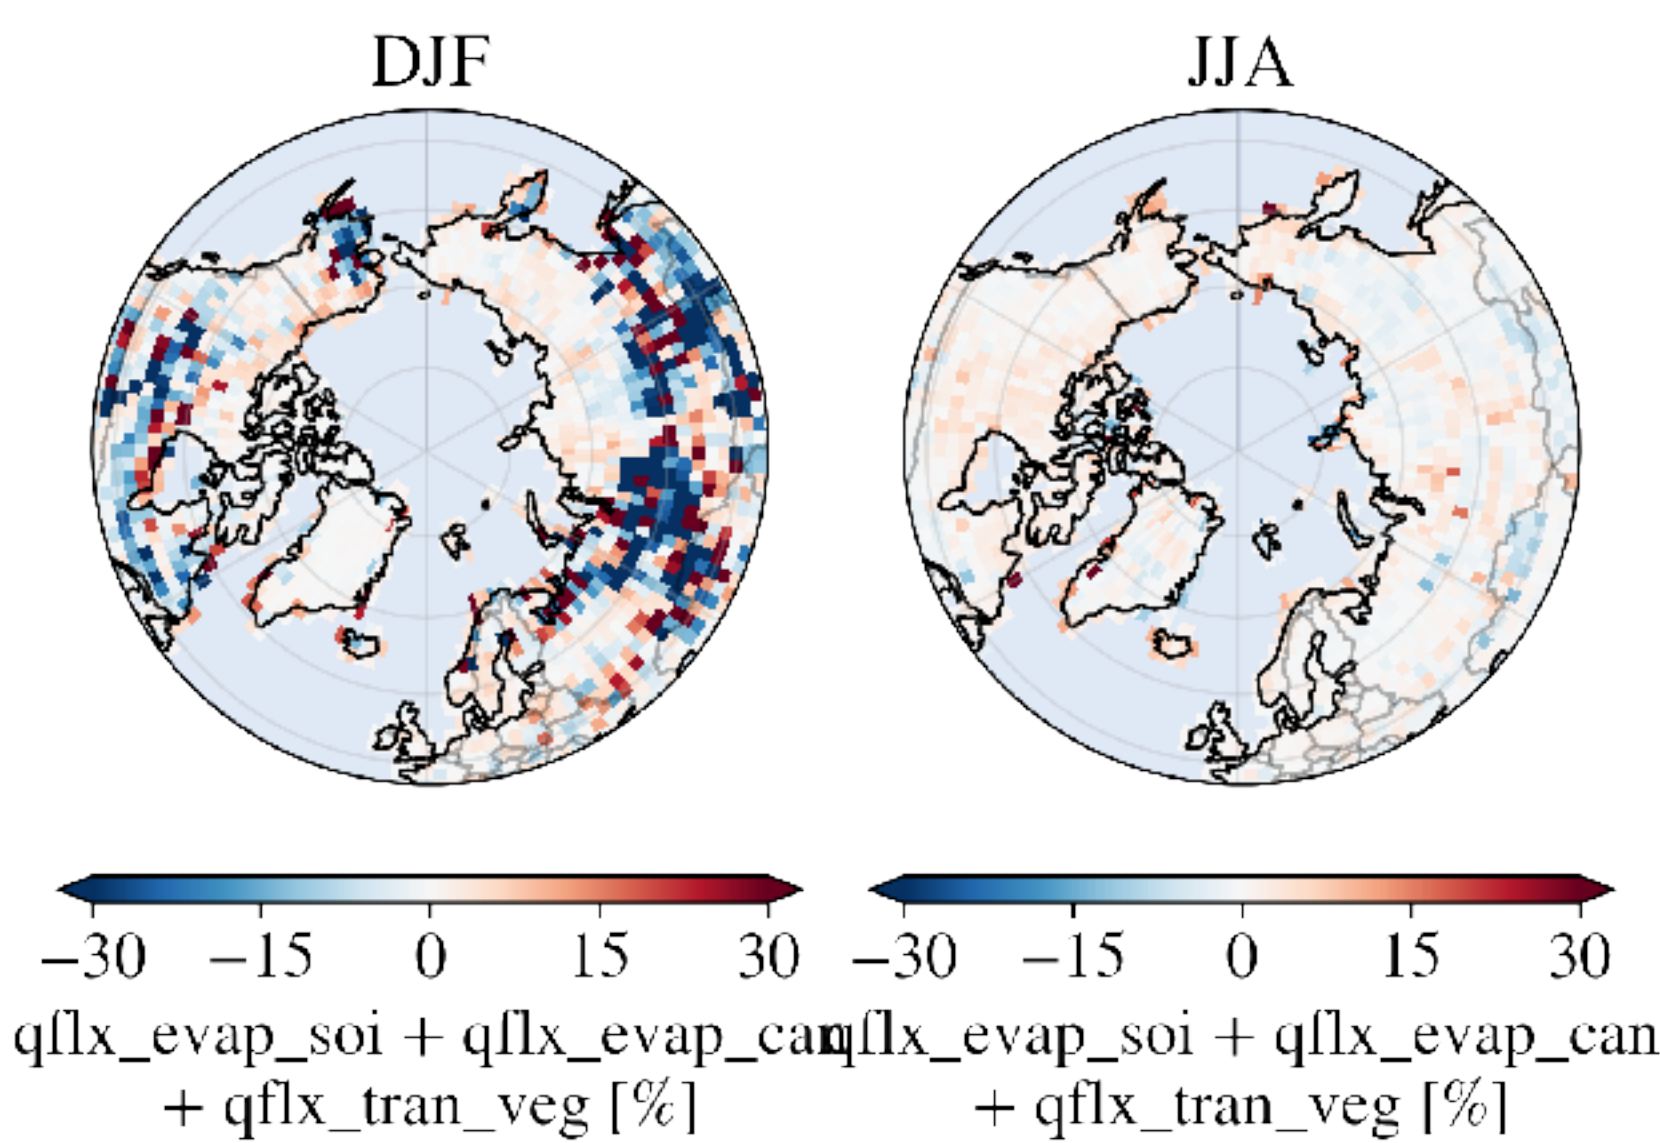 DJF
JJA
−30 −15 0 15 30
−30 −15 0 15 30
qflx_evap_soi + qflx_evap_can
+ qflx_tran_veg [%]
qflx_evap_soi + qflx_evap_can
+ qflx_tran_veg [%]